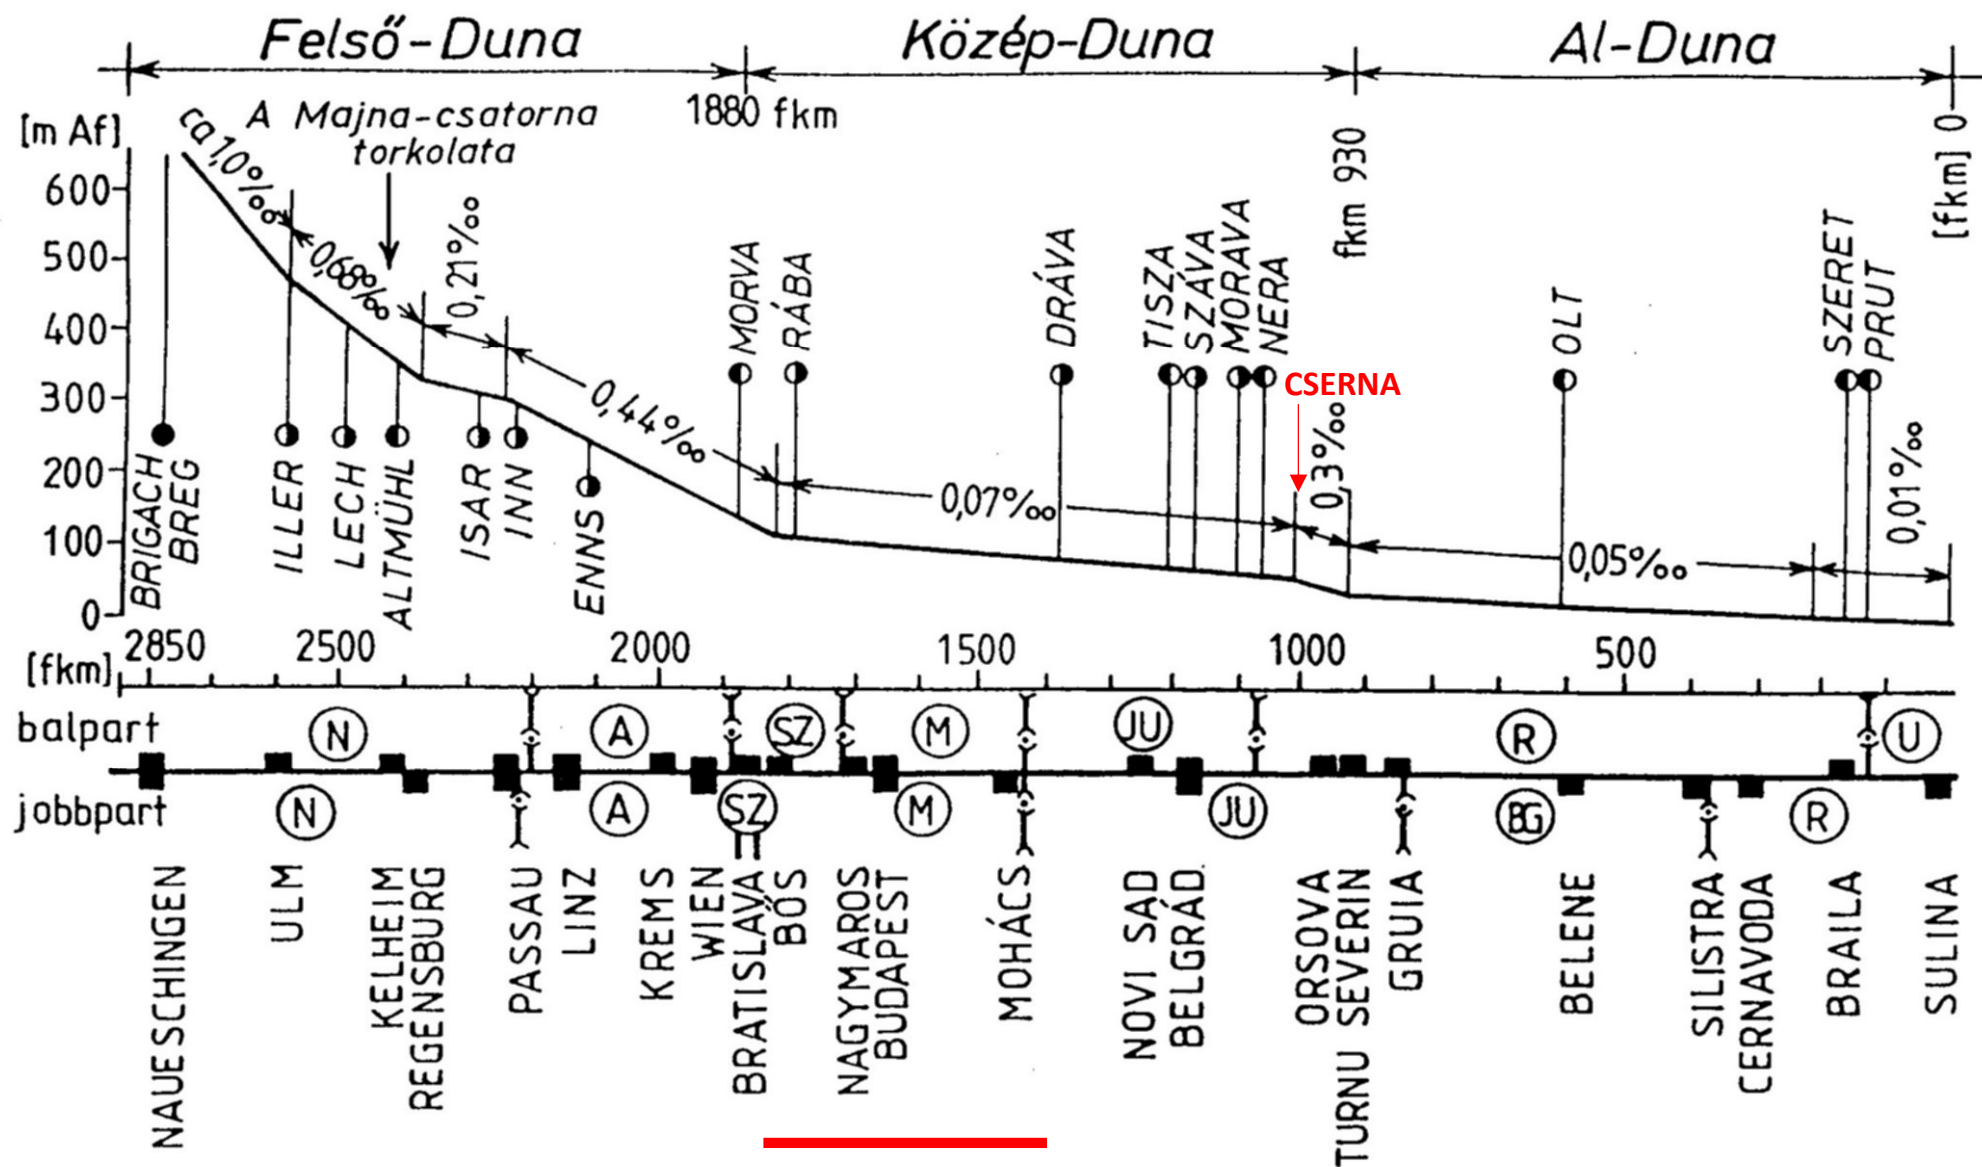 Felső-Duna
Közép-Duna
Al-Duna
1880 fkm
fkm 930
[fkm] 0
[m Af]
A Majna-csatorna
torkolata
600
500
400
300
200
100
0
ca 1,0‰
0,68‰
0,21‰
0,44‰
0,07‰
0,3‰
0,05‰
0,01‰
BRIGACH
BREG
ILLER
LECH
ALTMÜHL
ISAR
INN
ENNS
MORVA
RÁBA
DRÁVA
TISZA
SZÁVA
MORAVA
NERA
CSERNA
OLT
SZERET
PRUT
[fkm]
2850
2500
2000
1500
1000
500
balpart
N
A
SZ
M
JU
R
U
jobbpart
N
A
SZ
M
JU
BG
R
NAUESCHINGEN
ULM
KELHEIM
REGENSBURG
PASSAU
LINZ
KREMS
WIEN
BRATISLAVA
BŐS
NAGYMAROS
BUDAPEST
MOHÁCS
NOVI SAD
BELGRÁD
ORSOVA
TURNU SEVERIN
GRUIA
BELENE
SILISTRA
CERNAVODA
BRAILA
SULINA